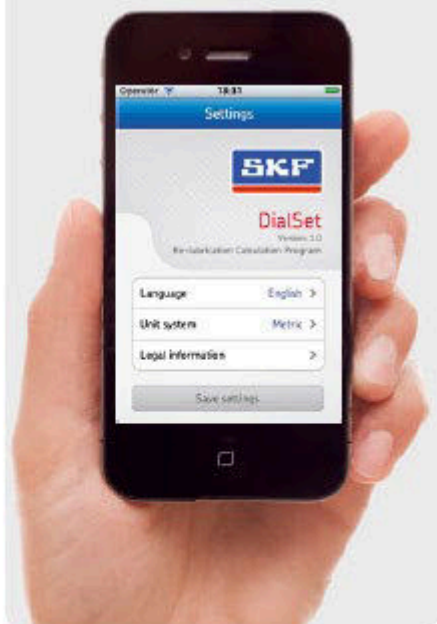 Operator 18:31
Settings
SKF
DialSet
Version 1.0
Re-lubrication Calculation Program
Language English >
Unit system Metric >
Legal information >
Save settings